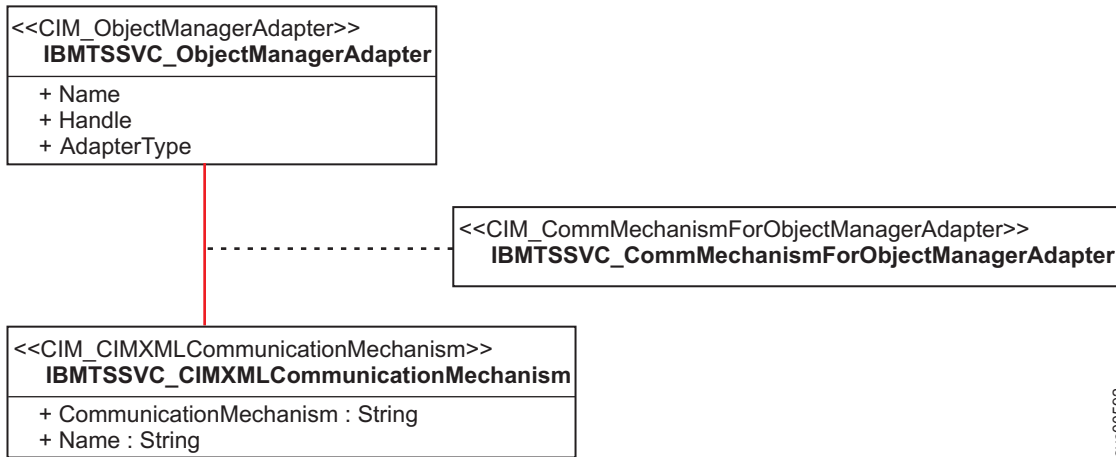 <<CIM_ObjectManagerAdapter>>
IBMTSSVC_ObjectManagerAdapter
+ Name
+ Handle
+ AdapterType
<<CIM_CommMechanismForObjectManagerAdapter>>
IBMTSSVC_CommMechanismForObjectManagerAdapter
<<CIM_CIMXMLCommunicationMechanism>>
IBMTSSVC_CIMXMLCommunicationMechanism
+ CommunicationMechanism : String
+ Name : String